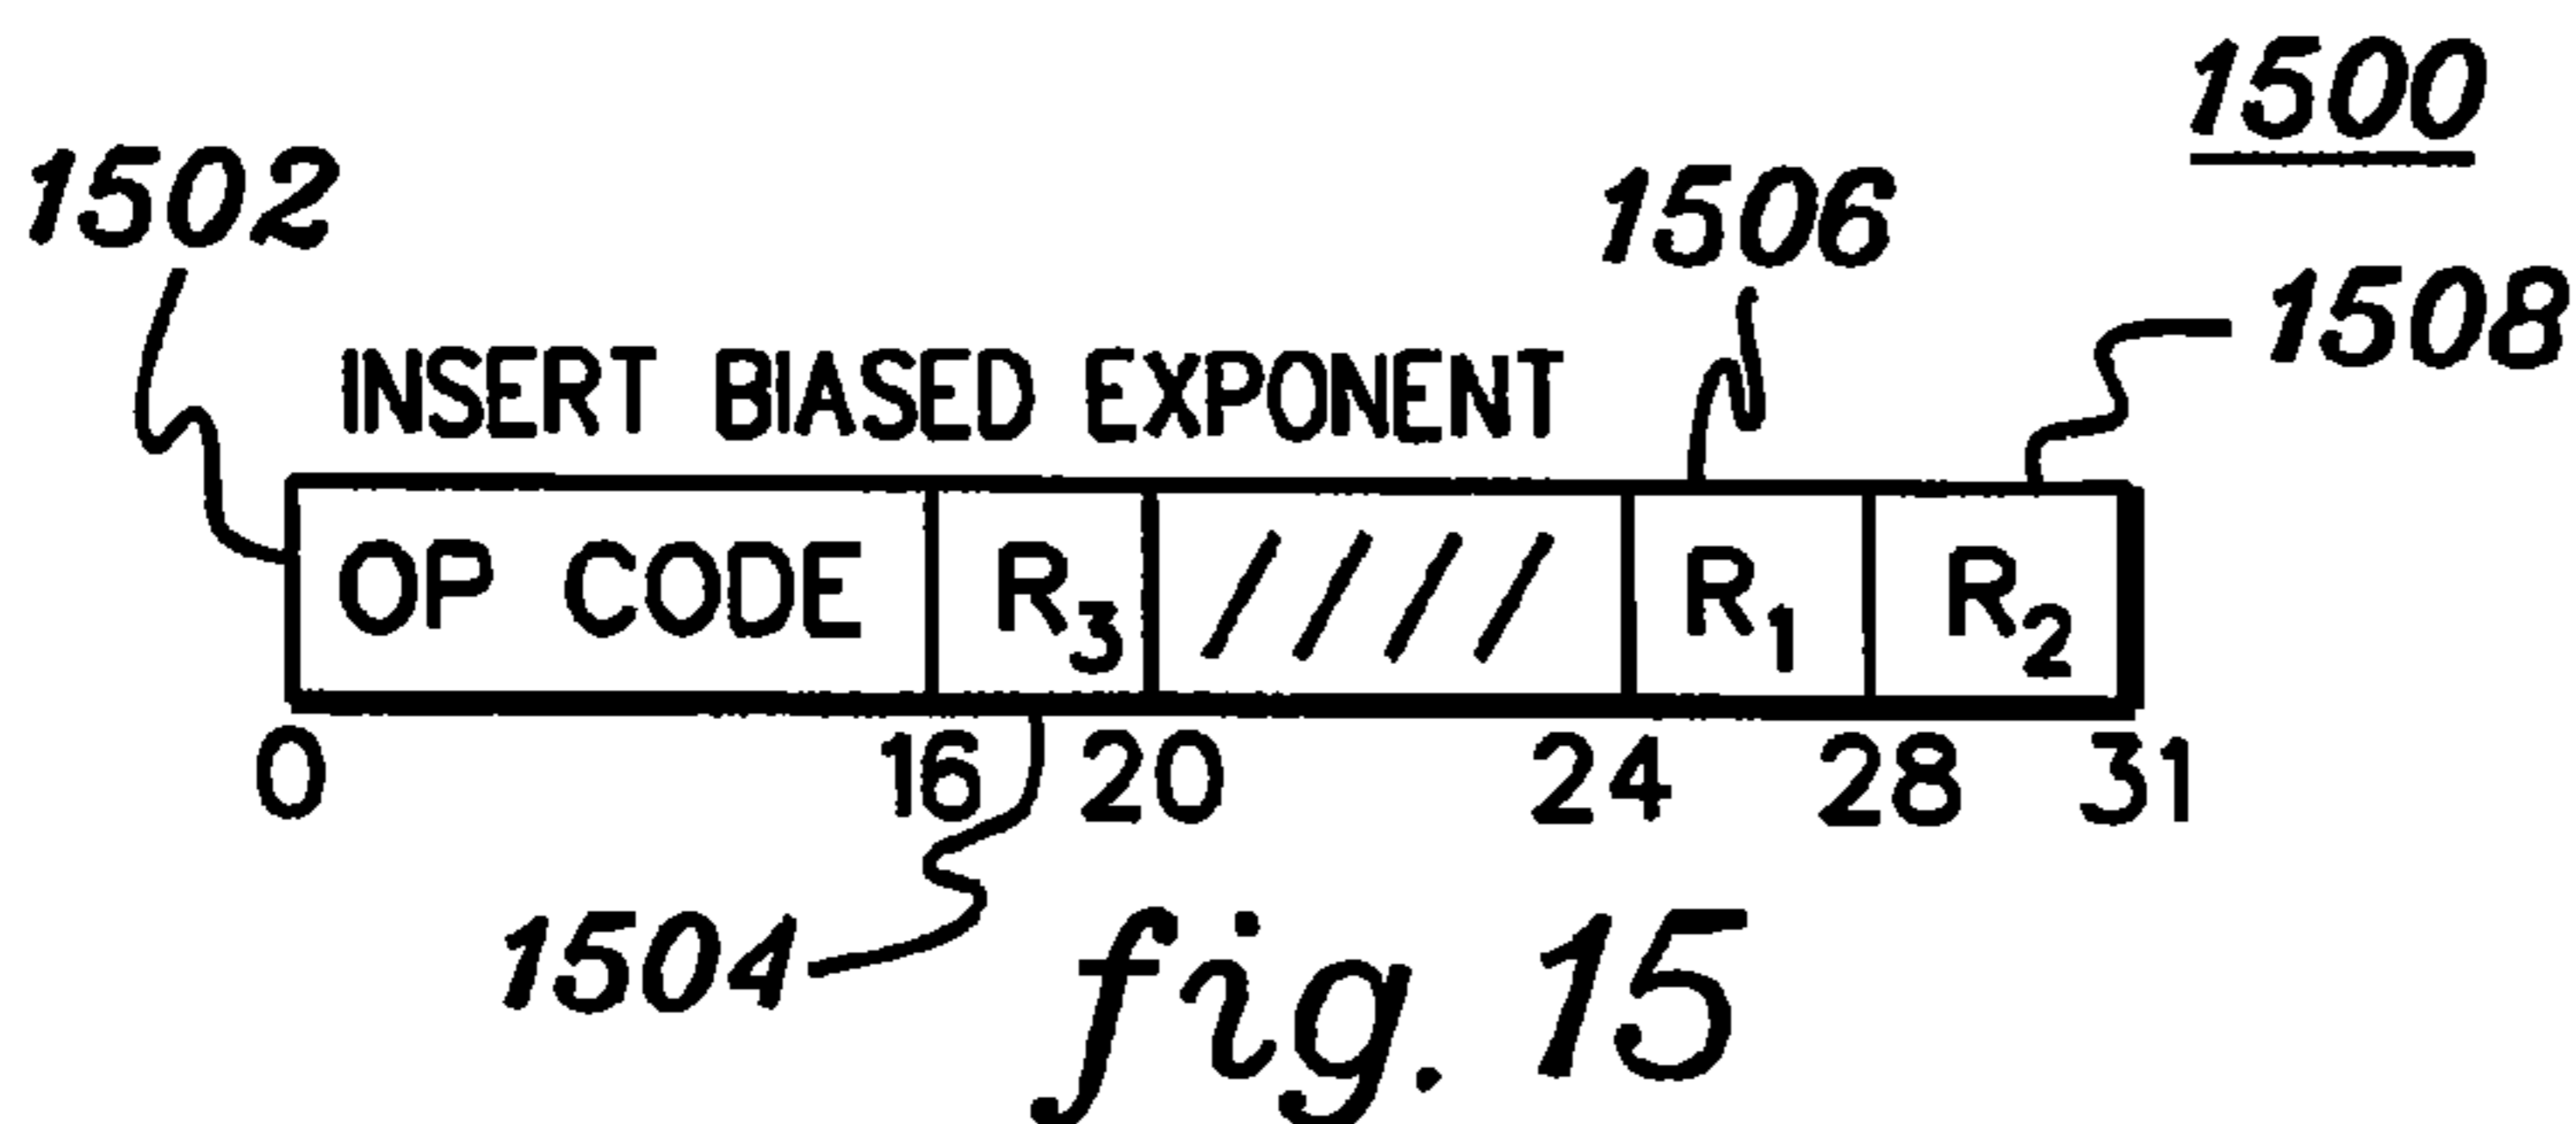 1500
1502
1506
1508
INSERT BIASED EXPONENT
OP CODE R₃ //// R₁ R₂
0 16 20 24 28 31
1504
fig. 15